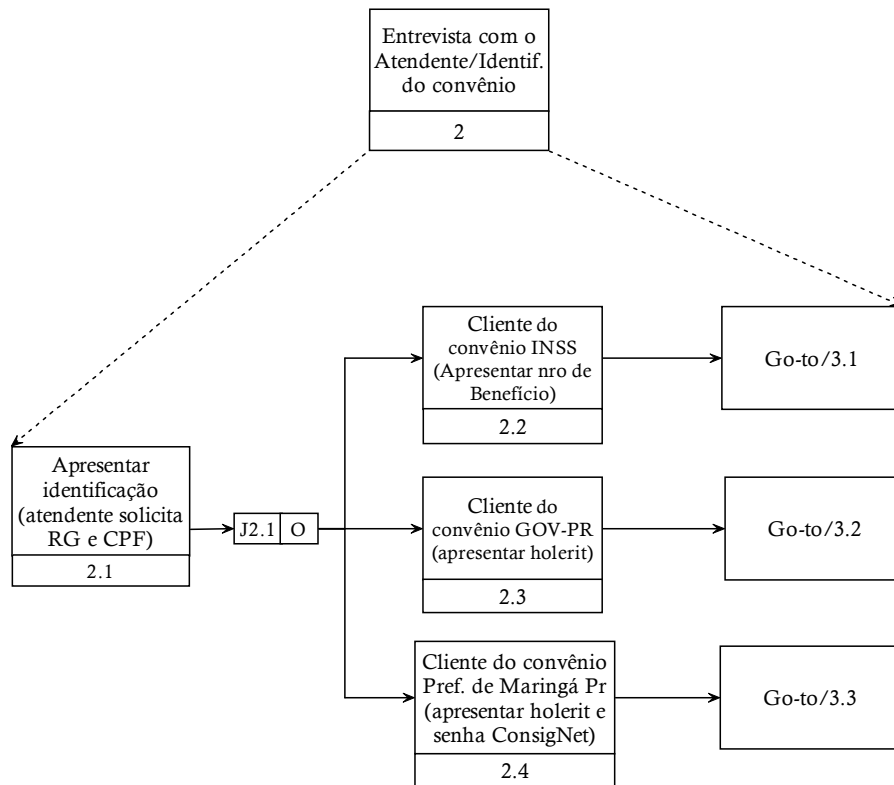 Entrevista com o
Atendente/Identif.
do convênio
2
Cliente do
convênio INSS
(Apresentar nro de
Benefício)
2.2
Go-to/3.1
Apresentar
identificação
(atendente solicita
RG e CPF)
2.1
J2.1 O
Cliente do
convênio GOV-PR
(apresentar holerit)
2.3
Go-to/3.2
Cliente do convênio
Pref. de Maringá Pr
(apresentar holerit e
senha ConsigNet)
2.4
Go-to/3.3